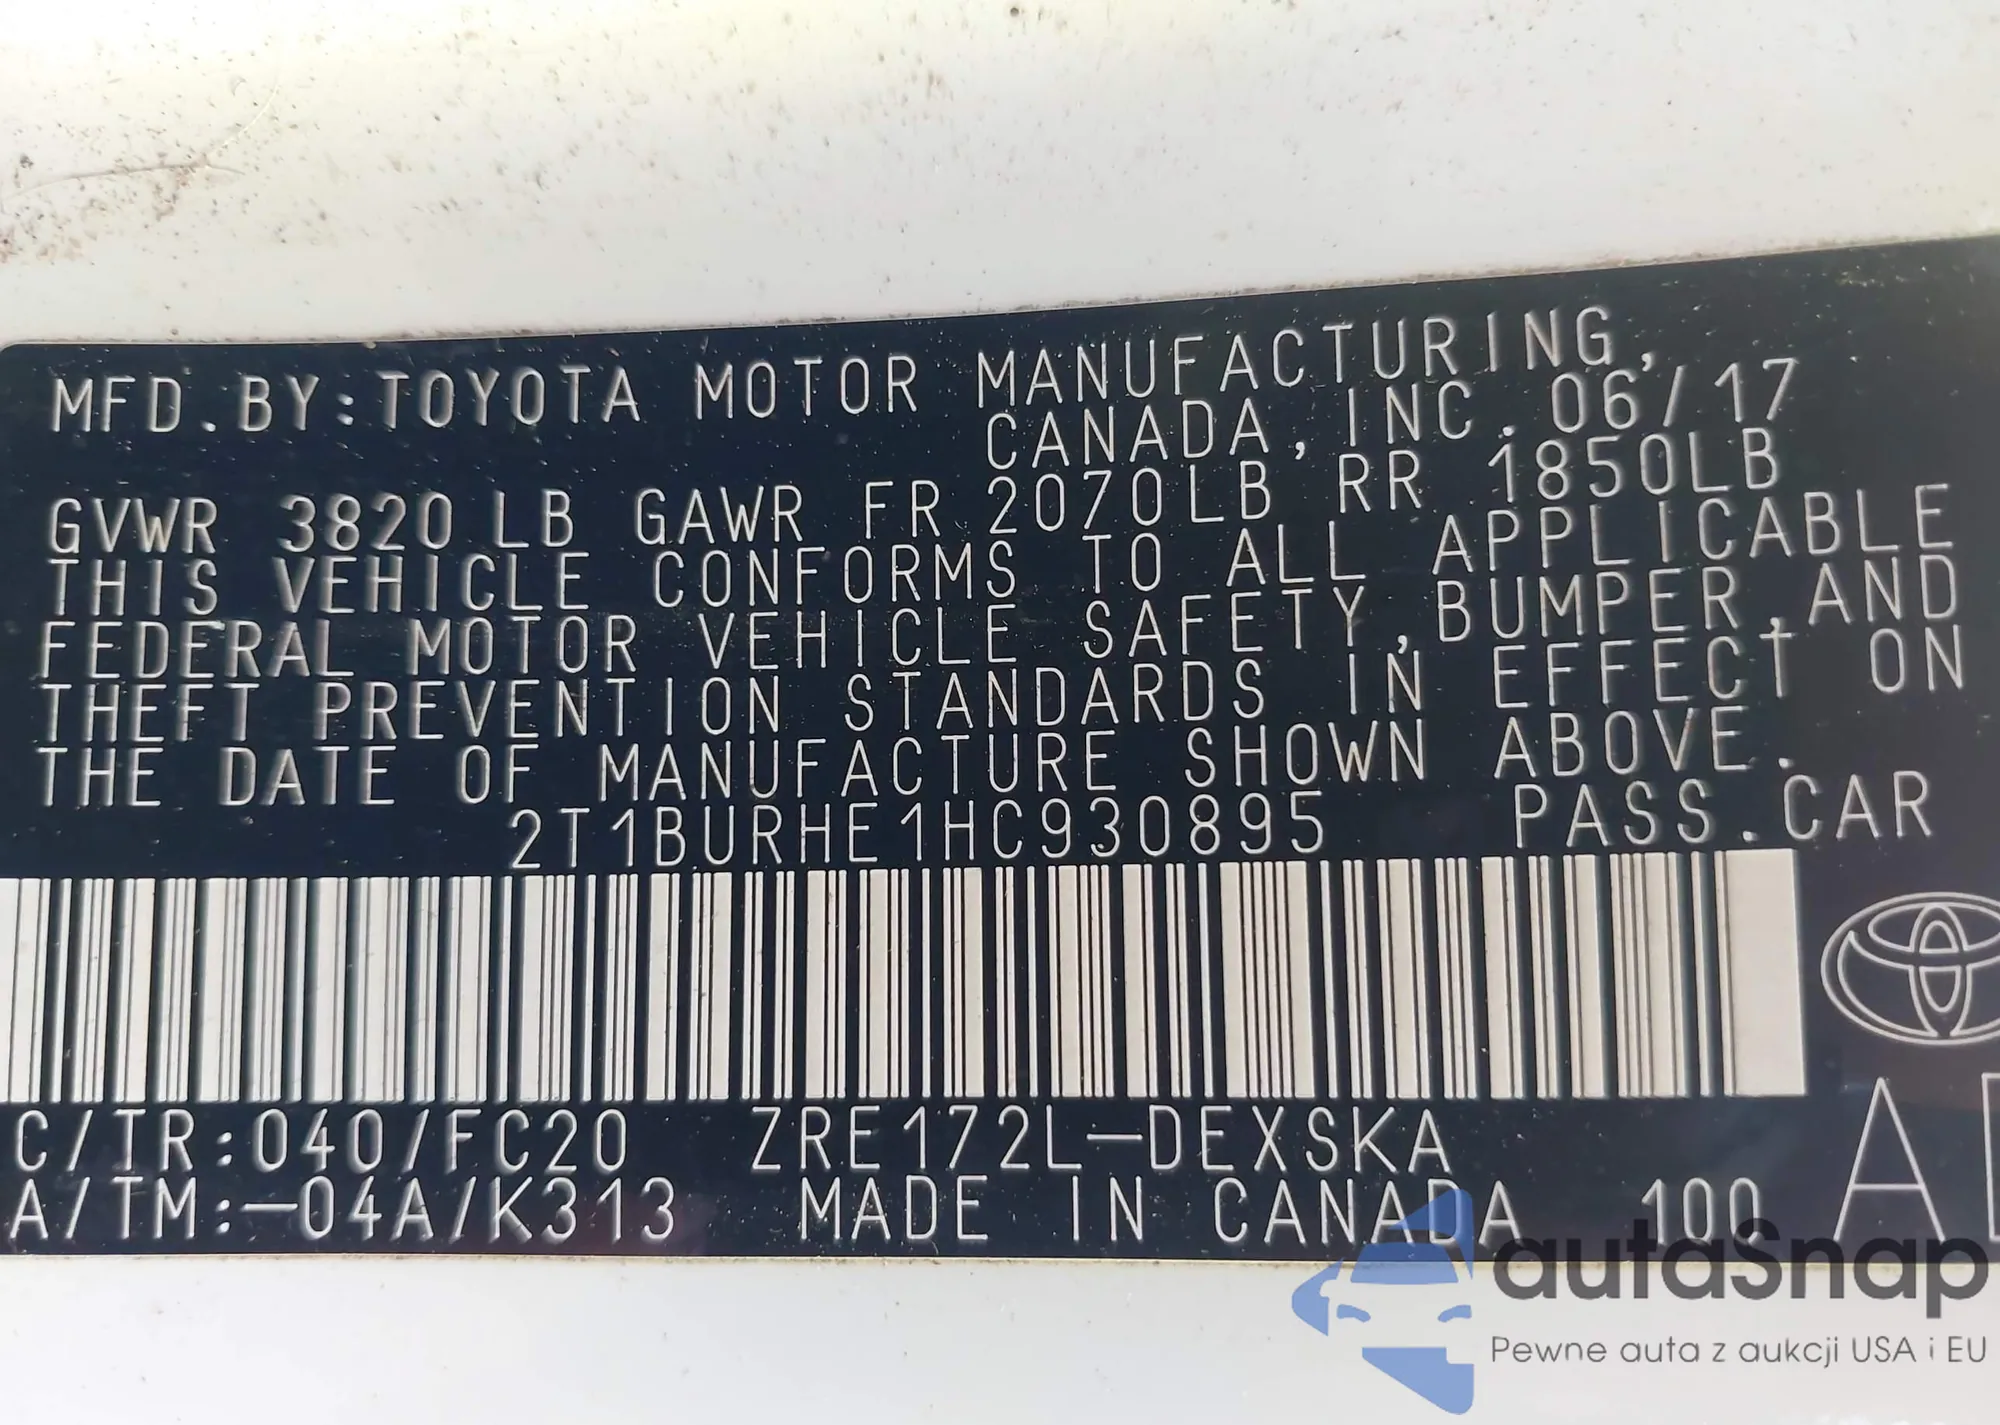 MFD.BY:TOYOTA MOTOR MANUFACTURING,
CANADA, INC. 06/17
GVWR 3820 LB GAWR FR 2070LB RR 1850LB
THIS VEHICLE CONFORMS TO ALL APPLICABLE
FEDERAL MOTOR VEHICLE SAFETY,BUMPER,AND
THEFT PREVENTION STANDARDS IN EFFECT ON
THE DATE OF MANUFACTURE SHOWN ABOVE.
2T1BURHE1HC930895 PASS.CAR
C/TR:040/FC20 ZRE172L-DEXSKA
A/TM:-04A/K313 MADE IN CANADA 100
autaSnap
Pewne auta z aukcji USA i EU